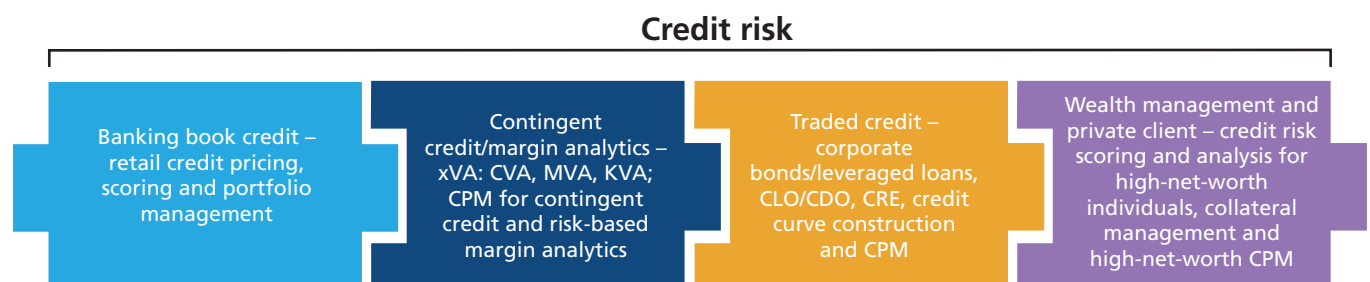 Credit risk
Banking book credit –
retail credit pricing,
scoring and portfolio
management
Contingent
credit/margin analytics –
xVA: CVA, MVA, KVA;
CPM for contingent
credit and risk-based
margin analytics
Traded credit –
corporate
bonds/leveraged loans,
CLO/CDO, CRE, credit
curve construction
and CPM
Wealth management and
private client – credit risk
scoring and analysis for
high-net-worth
individuals, collateral
management and
high-net-worth CPM